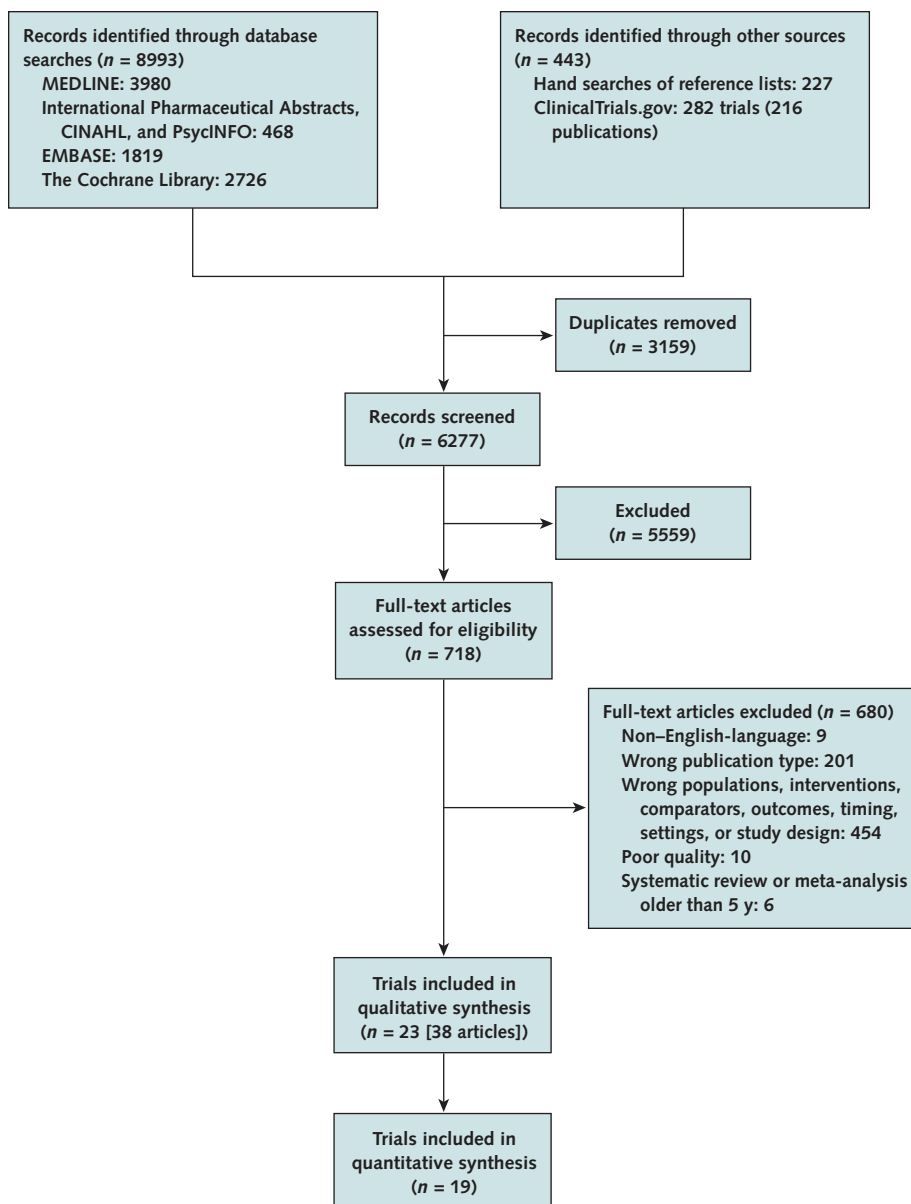 Records identified through database
searches (n = 8993)
MEDLINE: 3980
International Pharmaceutical Abstracts,
CINAHL, and PsycINFO: 468
EMBASE: 1819
The Cochrane Library: 2726
Records identified through other sources
(n = 443)
Hand searches of reference lists: 227
ClinicalTrials.gov: 282 trials (216
publications)
Duplicates removed
(n = 3159)
Records screened
(n = 6277)
Excluded
(n = 5559)
Full-text articles
assessed for eligibility
(n = 718)
Full-text articles excluded (n = 680)
Non–English-language: 9
Wrong publication type: 201
Wrong populations, interventions,
comparators, outcomes, timing,
settings, or study design: 454
Poor quality: 10
Systematic review or meta-analysis
older than 5 y: 6
Trials included in
qualitative synthesis
(n = 23 [38 articles])
Trials included in
quantitative synthesis
(n = 19)